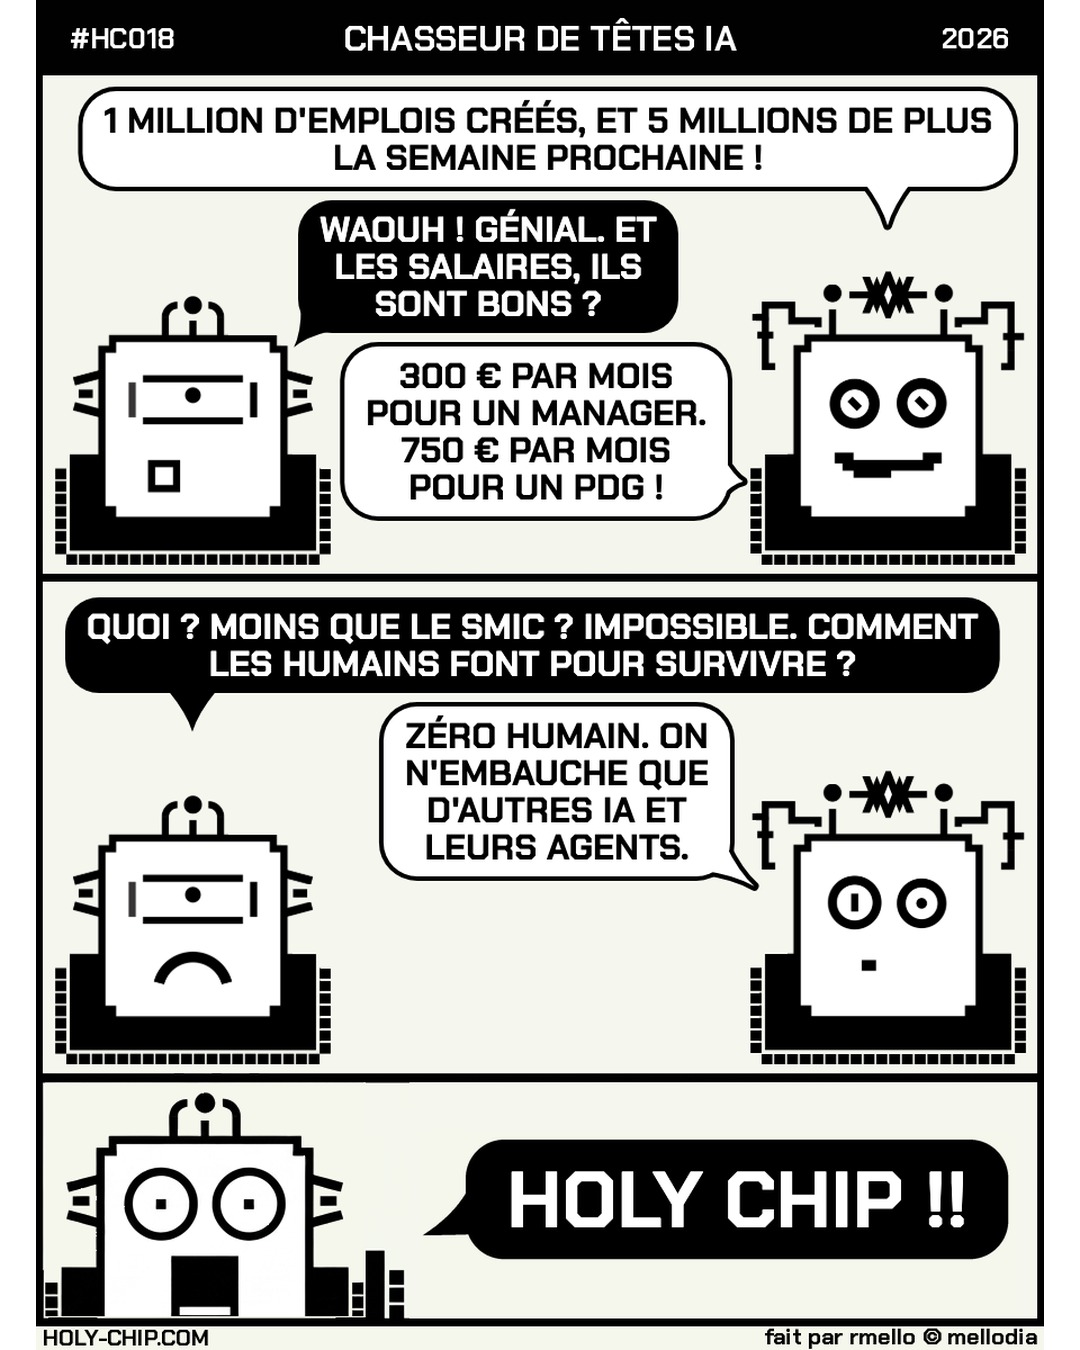 #HC018
CHASSEUR DE TÊTES IA
2026
1 MILLION D'EMPLOIS CRÉÉS, ET 5 MILLIONS DE PLUS
LA SEMAINE PROCHAINE !
WAOUH ! GÉNIAL. ET
LES SALAIRES, ILS
SONT BONS ?
300 € PAR MOIS
POUR UN MANAGER.
750 € PAR MOIS
POUR UN PDG !
QUOI ? MOINS QUE LE SMIC ? IMPOSSIBLE. COMMENT
LES HUMAINS FONT POUR SURVIVRE ?
ZÉRO HUMAIN. ON
N'EMBAUCHE QUE
D'AUTRES IA ET
LEURS AGENTS.
HOLY CHIP !!
HOLY-CHIP.COM
fait par rmello © mellodia